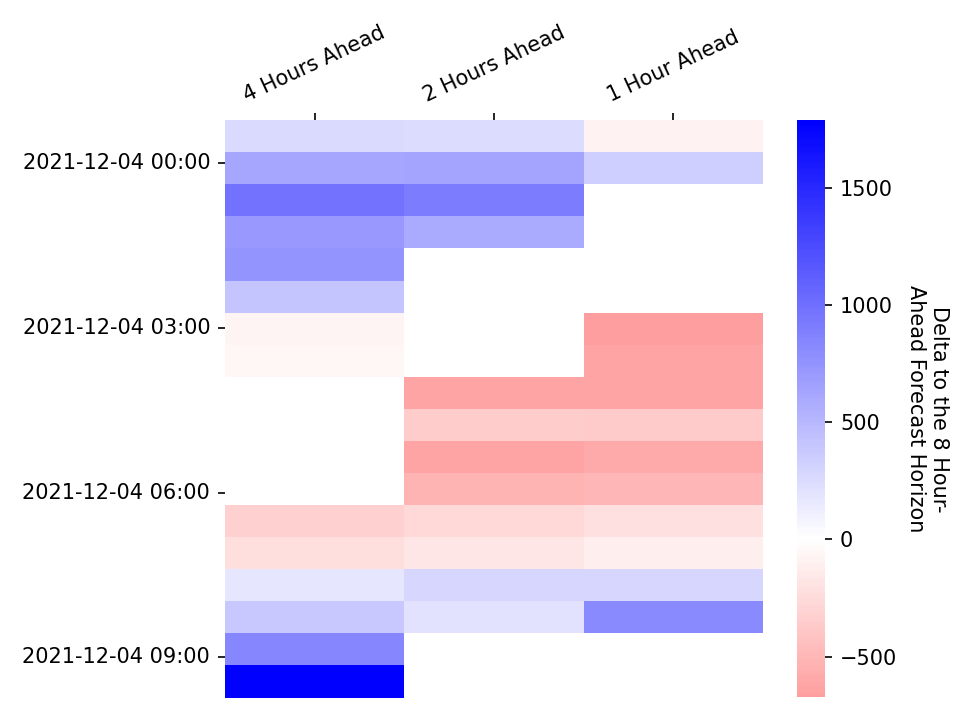 4 Hours Ahead
2 Hours Ahead
1 Hour Ahead
2021-12-04 00:00
2021-12-04 03:00
2021-12-04 06:00
2021-12-04 09:00
1500
1000
500
0
−500
Delta to the 8 Hour-
Ahead Forecast Horizon